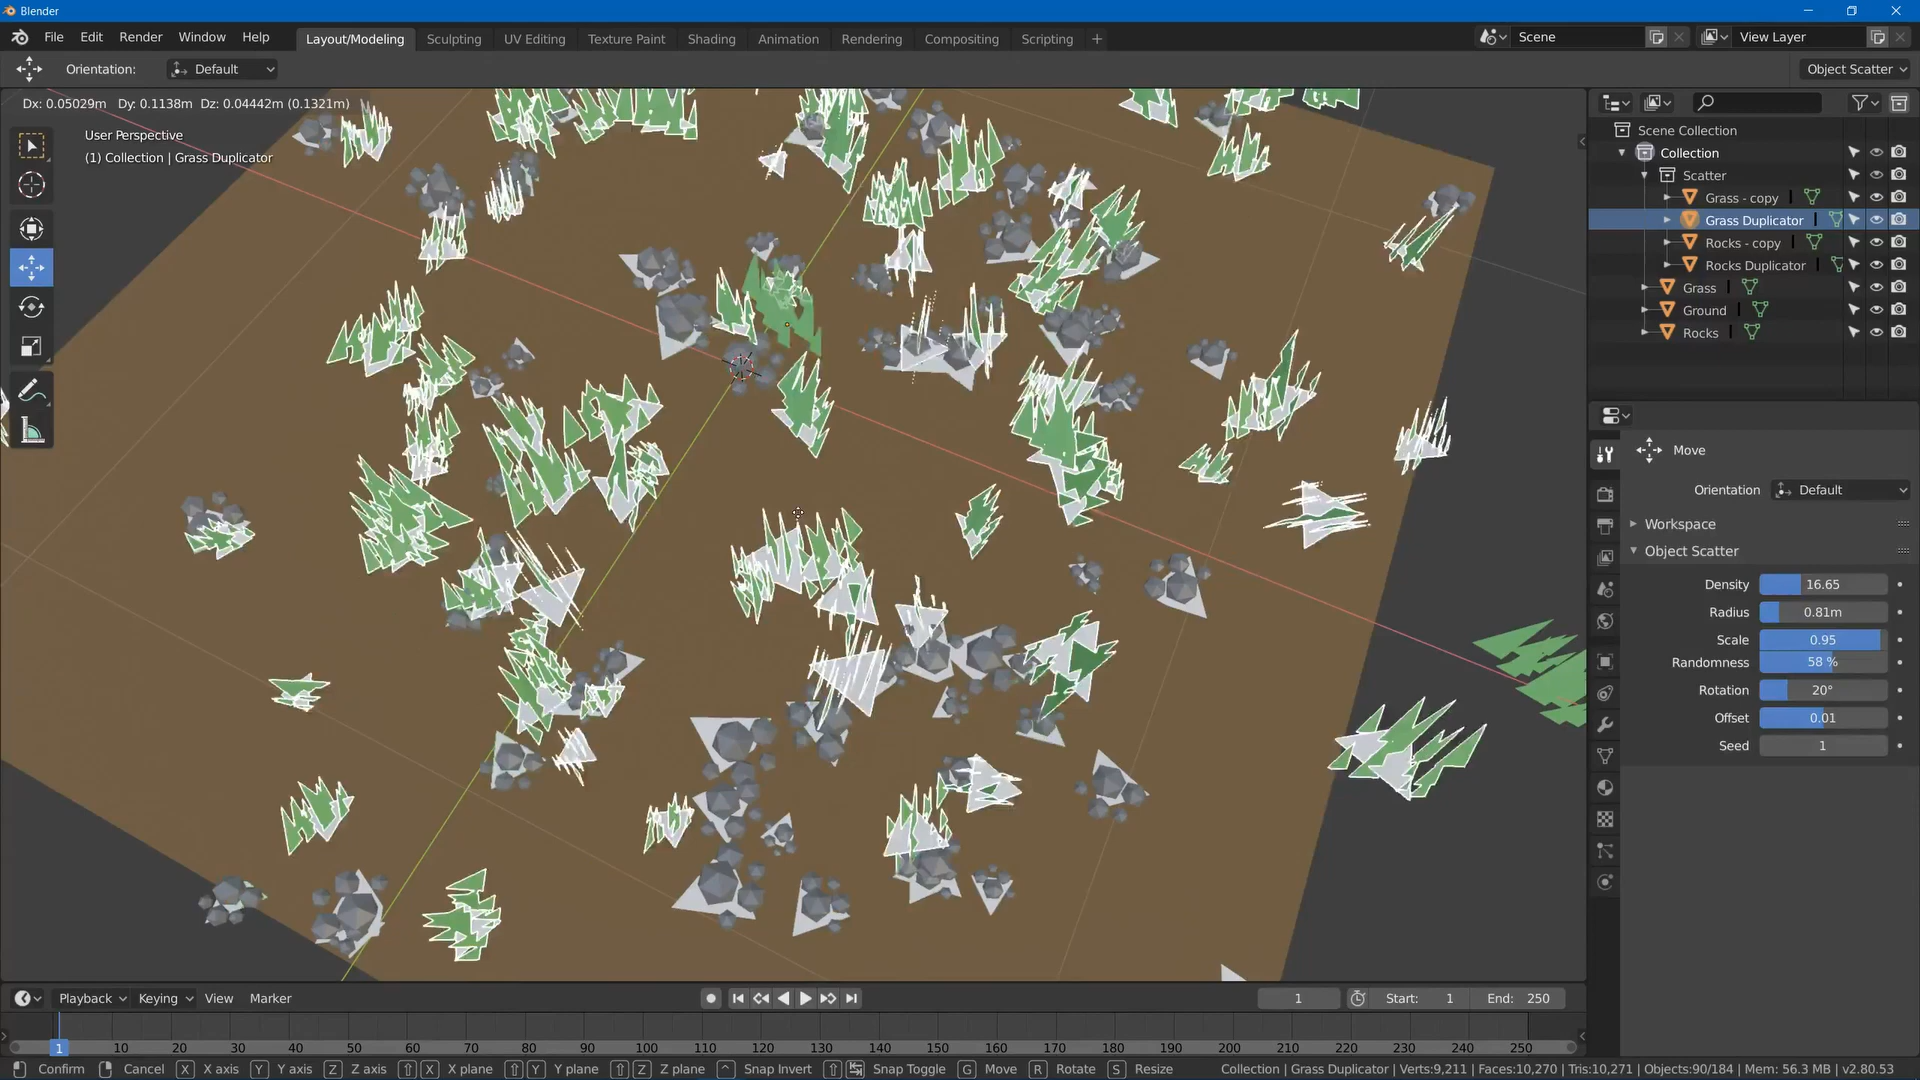 Blender
File Edit Render Window Help Layout/Modeling Sculpting UV Editing Texture Paint Shading Animation Rendering Compositing Scripting + Scene View Layer
Orientation: Default Object Scatter
Dx: 0.05029m Dy: 0.1138m Dz: 0.04442m (0.1321m)
User Perspective
(1) Collection | Grass Duplicator
Scene Collection
Collection
Scatter
Grass - copy
Grass Duplicator
Rocks - copy
Rocks Duplicator
Grass
Ground
Rocks
Move
Orientation Default
Workspace
Object Scatter
Density 16.65
Radius 0.81m
Scale 0.95
Randomness 58 %
Rotation 20°
Offset 0.01
Seed 1
Playback Keying View Marker 1 Start: 1 End: 250
1 10 20 30 40 50 60 70 80 90 100 110 120 130 140 150 160 170 180 190 200 210 220 230 240 250
Confirm Cancel X X axis Y Y axis Z Z axis X X plane Y Y plane Z Z plane ^ Snap Invert Snap Toggle G Move R Rotate S Resize Collection | Grass Duplicator | Verts:9,211 | Faces:10,270 | Tris:10,271 | Objects:90/184 | Mem: 56.3 MB | v2.80.53